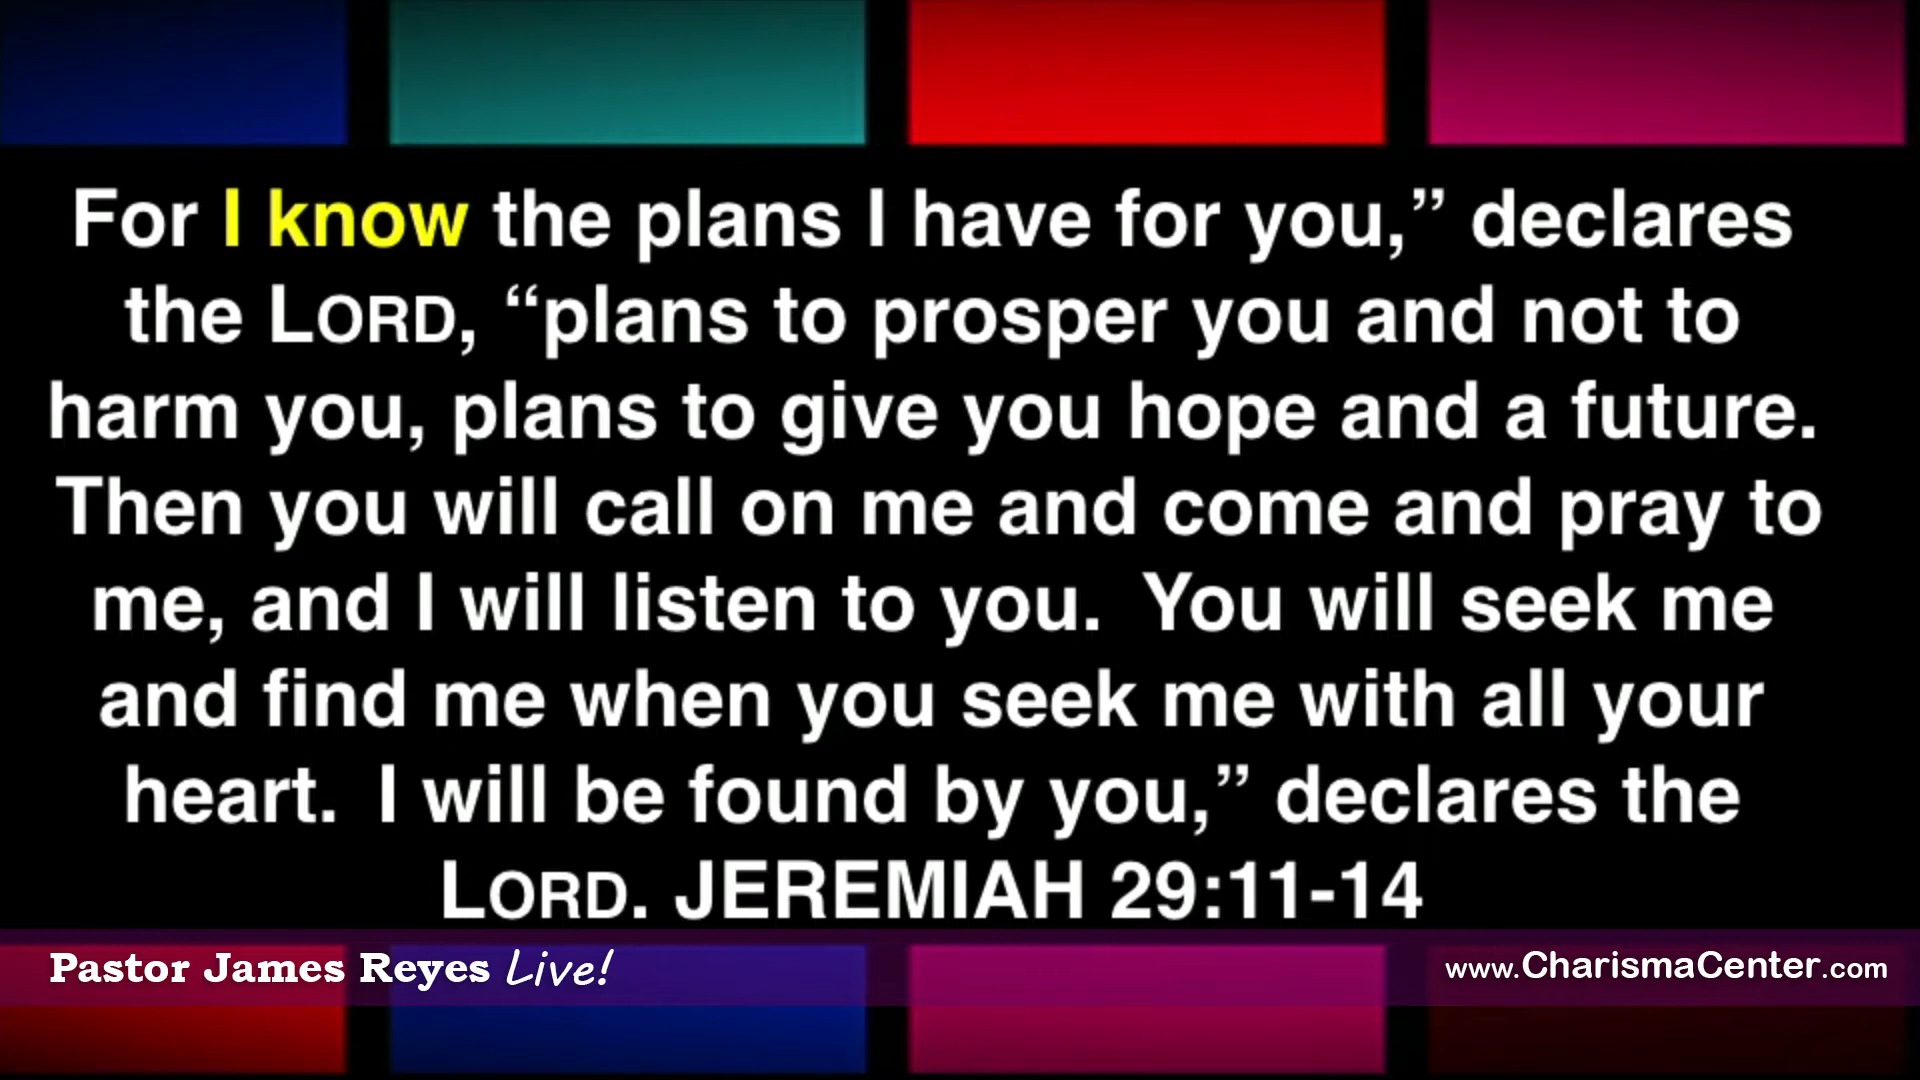 For I know the plans I have for you,” declares
the LORD, “plans to prosper you and not to
harm you, plans to give you hope and a future.
Then you will call on me and come and pray to
me, and I will listen to you.  You will seek me
and find me when you seek me with all your
heart.  I will be found by you,” declares the
LORD. JEREMIAH 29:11-14
Pastor James Reyes Live!
www.CharismaCenter.com